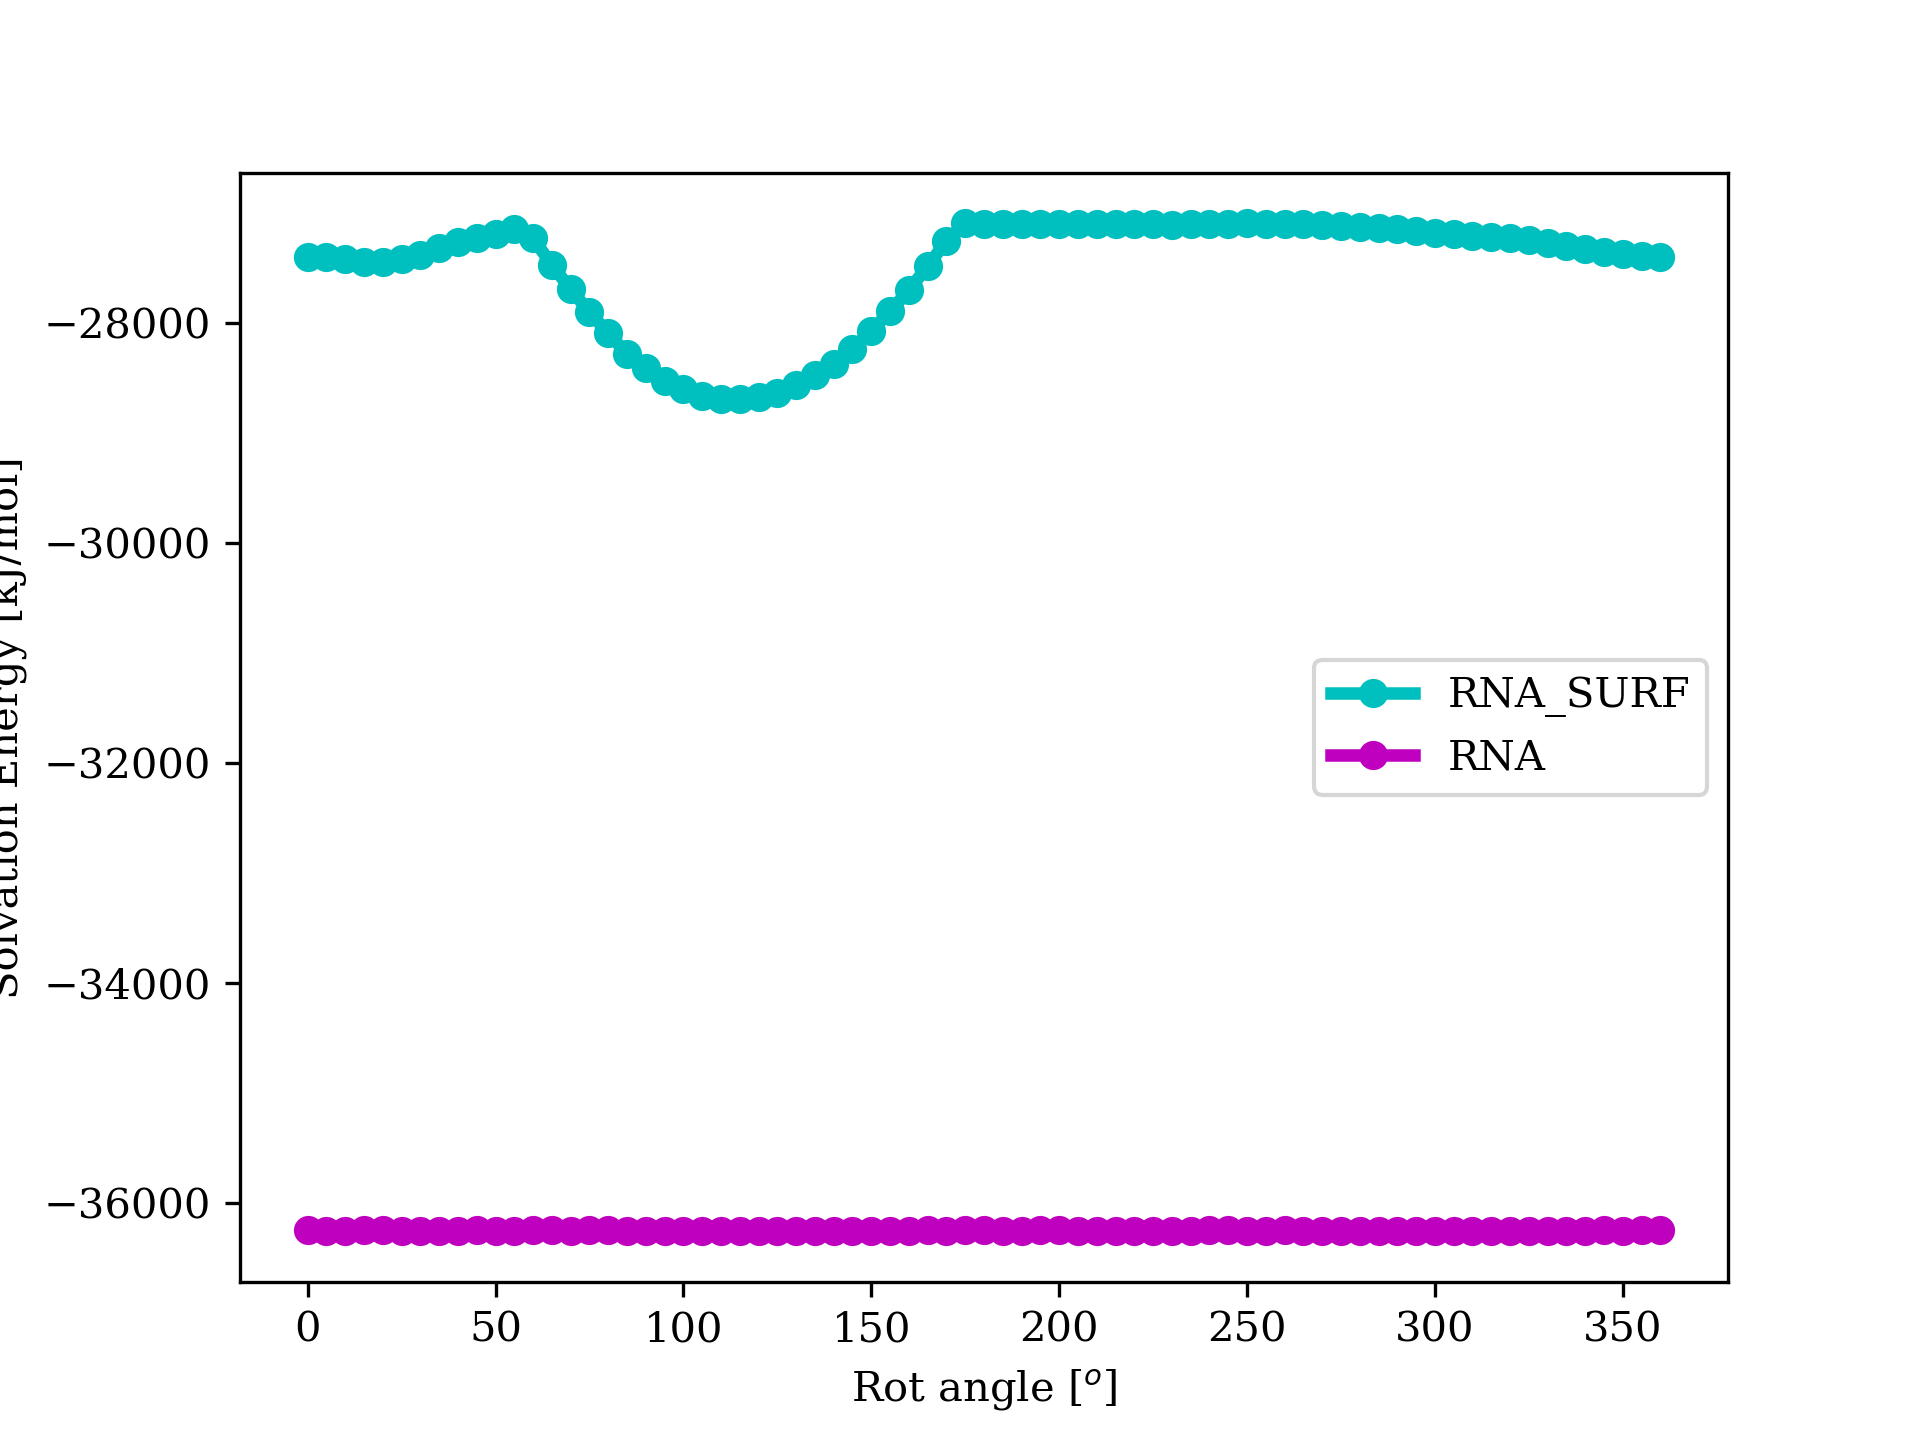 −28000
−30000
−32000
−34000
−36000
Solvation Energy [kJ/mol]
RNA_SURF
RNA
0 50 100 150 200 250 300 350
Rot angle [°]